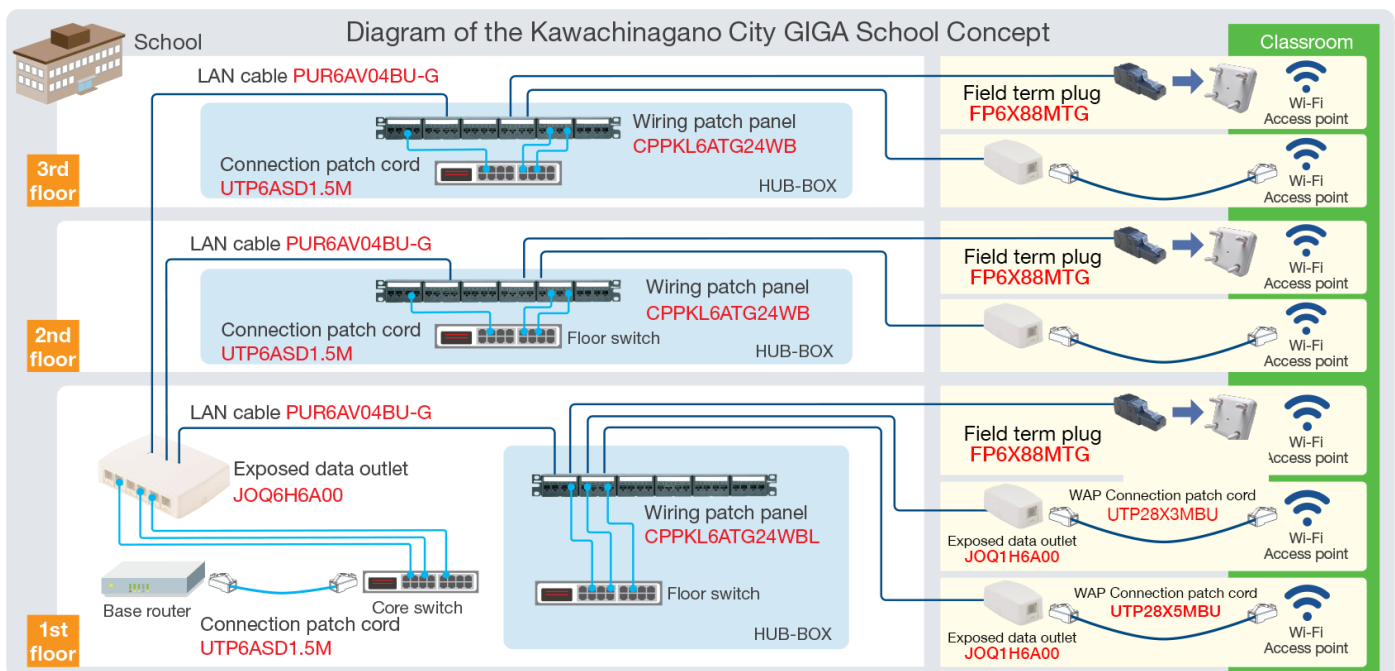 Diagram of the Kawachinagano City GIGA School Concept
School
Classroom
3rd
floor
LAN cable PUR6AV04BU-G
Wiring patch panel
CPPKL6ATG24WB
Connection patch cord
UTP6ASD1.5M
HUB-BOX
Field term plug
FP6X88MTG
Wi-Fi
Access point
Wi-Fi
Access point
2nd
floor
LAN cable PUR6AV04BU-G
Wiring patch panel
CPPKL6ATG24WB
Connection patch cord
UTP6ASD1.5M
Floor switch
HUB-BOX
Field term plug
FP6X88MTG
Wi-Fi
Access point
Wi-Fi
Access point
1st
floor
LAN cable PUR6AV04BU-G
Exposed data outlet
JOQ6H6A00
Base router
Core switch
Connection patch cord
UTP6ASD1.5M
Wiring patch panel
CPPKL6ATG24WBL
Floor switch
HUB-BOX
Field term plug
FP6X88MTG
Wi-Fi
Access point
WAP Connection patch cord
UTP28X3MBU
Exposed data outlet
JOQ1H6A00
Wi-Fi
Access point
WAP Connection patch cord
UTP28X5MBU
Exposed data outlet
JOQ1H6A00
Wi-Fi
Access point